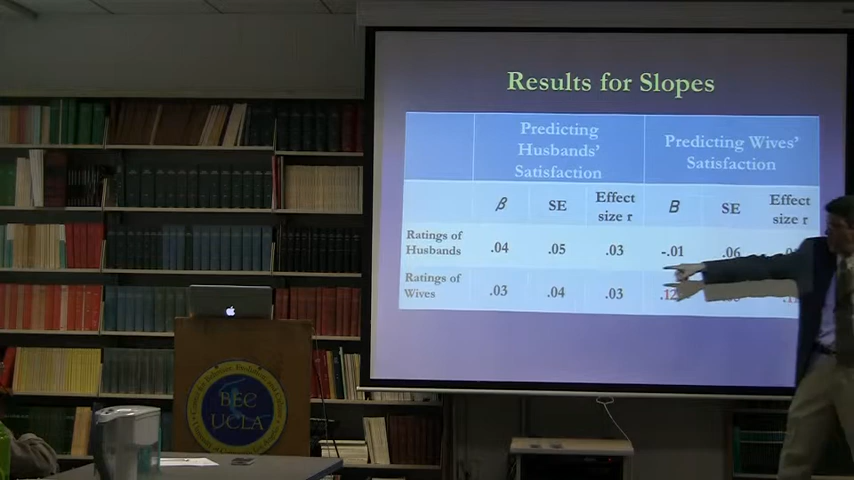 Results for Slopes
Predicting
Husbands'
Satisfaction
Predicting Wives'
Satisfaction
β SE Effect
size r
B SE Effect
size r
Ratings of
Husbands
.04 .05 .03 -.01 .06
Ratings of
Wives
.03 .04 .03
BEC
UCLA